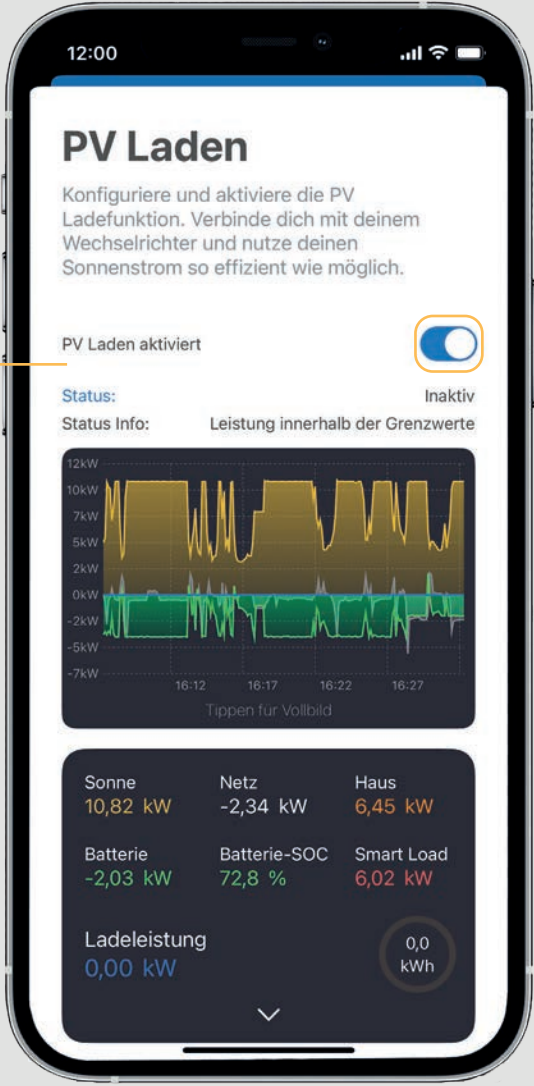 12:00
PV Laden
Konfiguriere und aktiviere die PV
Ladefunktion. Verbinde dich mit deinem
Wechselrichter und nutze deinen
Sonnenstrom so effizient wie möglich.
PV Laden aktiviert
Status: Inaktiv
Status Info: Leistung innerhalb der Grenzwerte
12kW
10kW
7kW
5kW
2kW
0kW
-2kW
-5kW
-7kW
16:12 16:17 16:22 16:27
Tippen für Vollbild
Sonne Netz Haus
10,82 kW -2,34 kW 6,45 kW
Batterie Batterie-SOC Smart Load
-2,03 kW 72,8 % 6,02 kW
Ladeleistung
0,00 kW
0,0
kWh